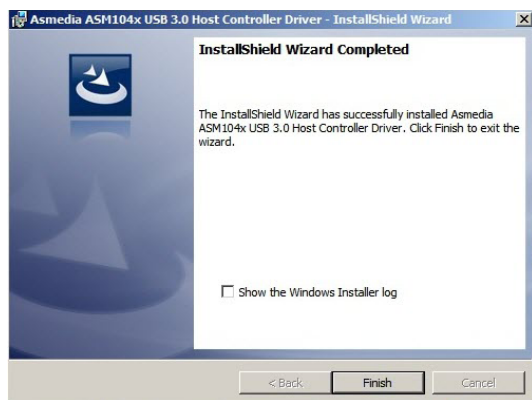 Asmedia ASM104x USB 3.0 Host Controller Driver - InstallShield Wizard
InstallShield Wizard Completed
The InstallShield Wizard has successfully installed Asmedia
ASM104x USB 3.0 Host Controller Driver. Click Finish to exit the
wizard.
Show the Windows Installer log
< Back
Finish
Cancel